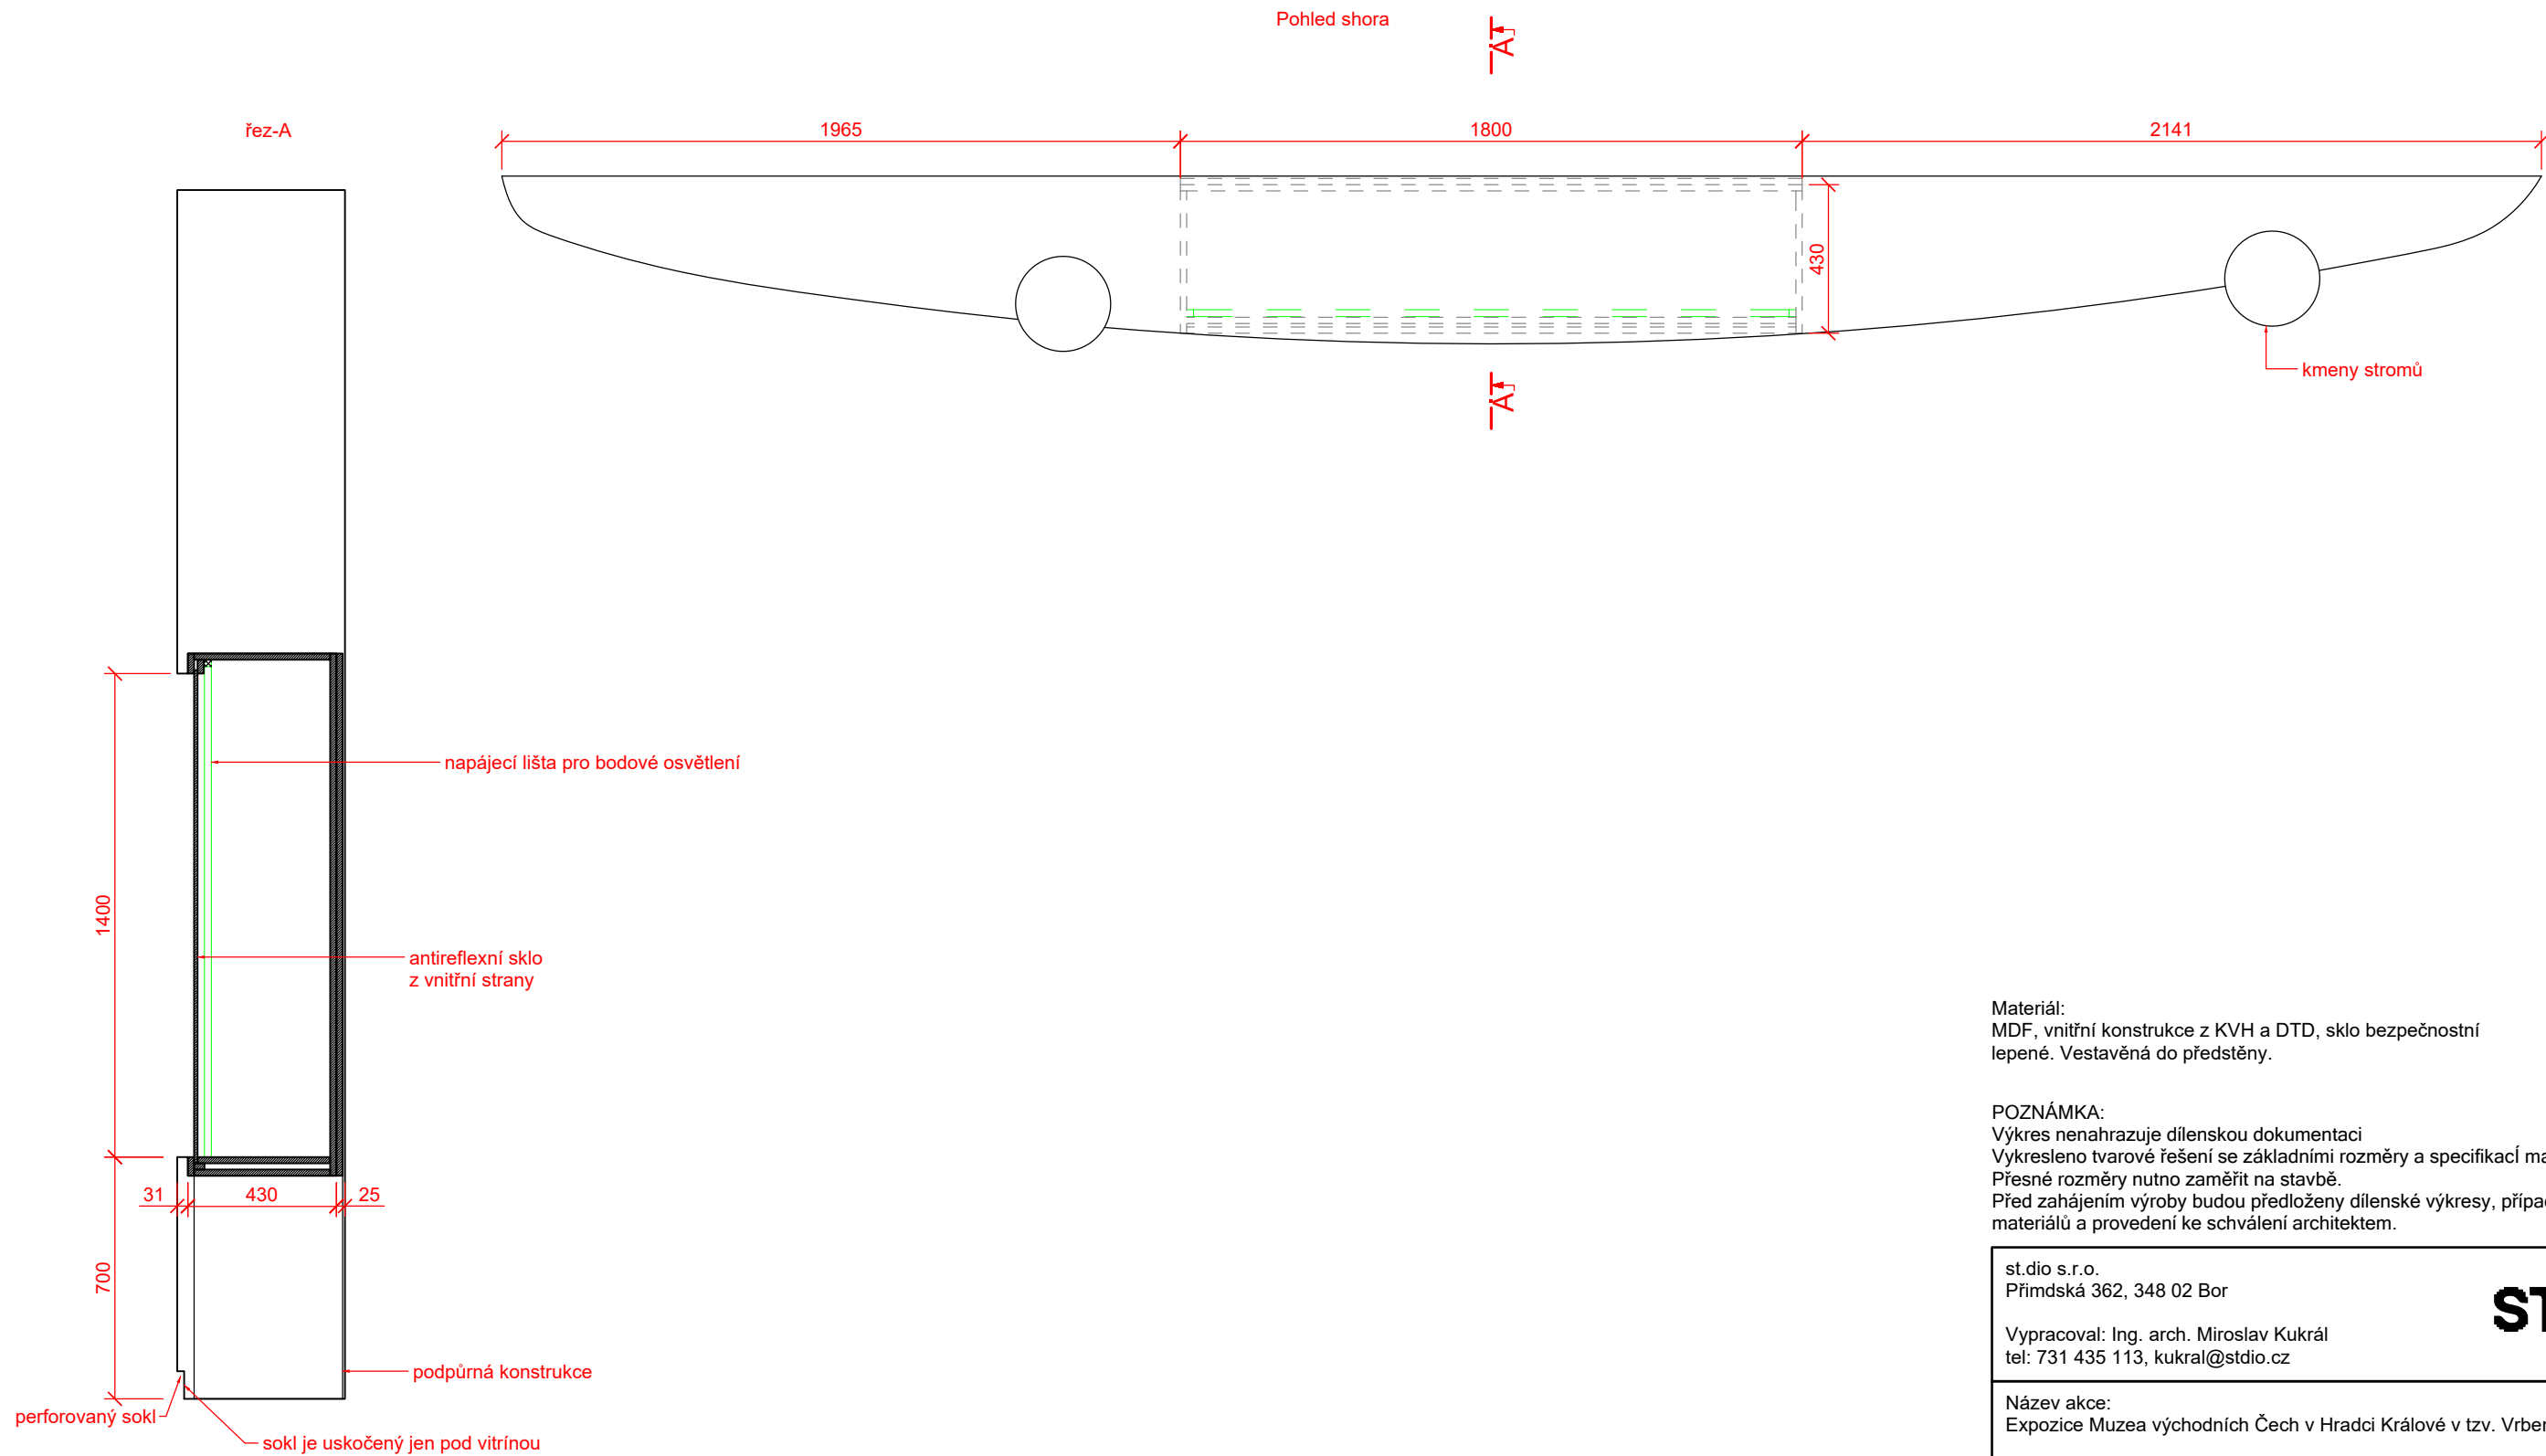 Pohled shora
A
řez-A
1965
1800
2141
430
kmeny stromů
A
napájecí lišta pro bodové osvětlení
1400
antireflexní sklo
z vnitřní strany
31
430
25
700
podpůrná konstrukce
perforovaný sokl
sokl je uskočený jen pod vitrínou
Materiál:
MDF, vnitřní konstrukce z KVH a DTD, sklo bezpečnostní
lepené. Vestavěná do předstěny.
POZNÁMKA:
Výkres nenahrazuje dílenskou dokumentaci
Vykresleno tvarové řešení se základními rozměry a specifikacÍ
Přesné rozměry nutno zaměřit na stavbě.
Před zahájením výroby budou předloženy dílenské výkresy,
materiálů a provedení ke schválení architektem.
st.dio s.r.o.
Přimdská 362, 348 02 Bor
ST
Vypracoval: Ing. arch. Miroslav Kukrál
tel: 731 435 113, kukral@stdio.cz
Název akce:
Expozice Muzea východních Čech v Hradci Králové v tzv.